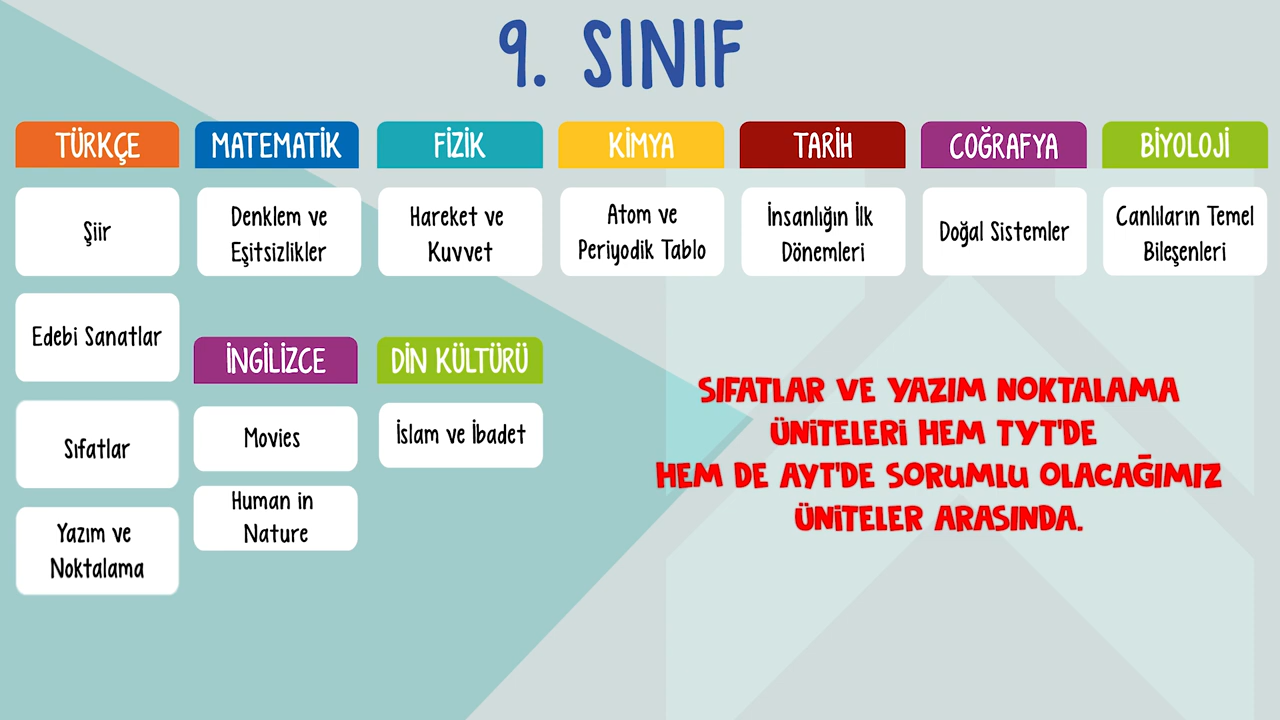 9. SINIF
TÜRKÇE
Şiir
Edebi Sanatlar
Sıfatlar
Yazım ve
Noktalama
MATEMATİK
Denklem ve
Eşitsizlikler
FİZİK
Hareket ve
Kuvvet
KİMYA
Atom ve
Periyodik Tablo
TARİH
İnsanlığın İlk
Dönemleri
COĞRAFYA
Doğal Sistemler
BİYOLOJİ
Canlıların Temel
Bileşenleri
İNGİLİZCE
Movies
Human in
Nature
DİN KÜLTÜRÜ
İslam ve İbadet
SIFATLAR VE YAZIM NOKTALAMA
ÜNİTELERİ HEM TYT'DE
HEM DE AYT'DE SORUMLU OLACAĞIMIZ
ÜNİTELER ARASINDA.